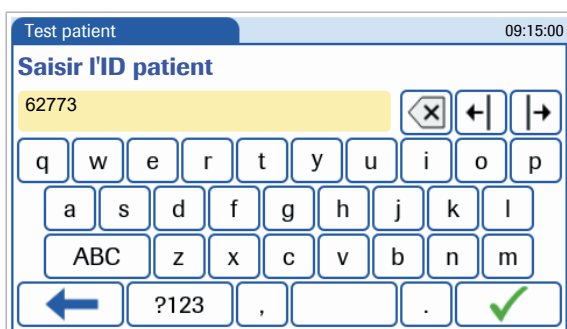 Test patient 09:15:00
Saisir l'ID patient
62773
q w e r t y u i o p
a s d f g h j k l
ABC z x c v b n m
?123 , .